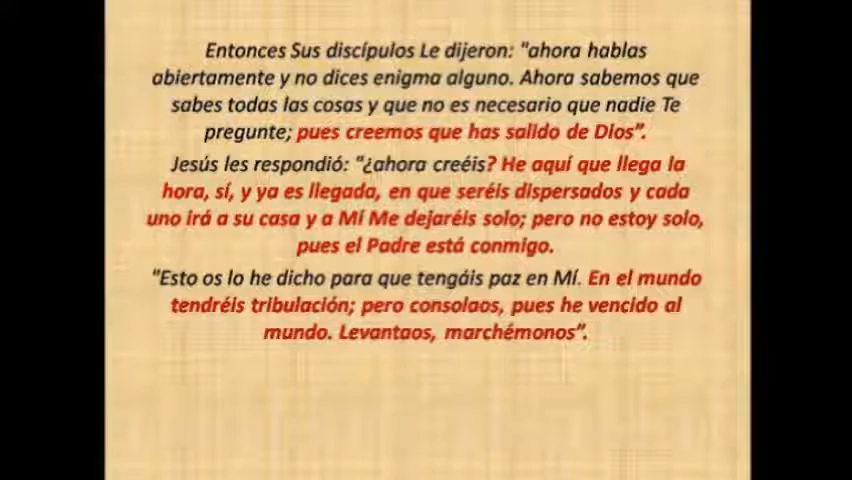 Entonces Sus discípulos Le dijeron: "ahora hablas
abiertamente y no dices enigma alguno. Ahora sabemos que
sabes todas las cosas y que no es necesario que nadie Te
pregunte; pues creemos que has salido de Dios”.
Jesús les respondió: "¿ahora creéis? He aquí que llega la
hora, sí, y ya es llegada, en que seréis dispersados y cada
uno irá a su casa y a Mí Me dejaréis solo; pero no estoy solo,
pues el Padre está conmigo.
"Esto os lo he dicho para que tengáis paz en Mí. En el mundo
tendréis tribulación; pero consolaos, pues he vencido al
mundo. Levantaos, marchémonos”.